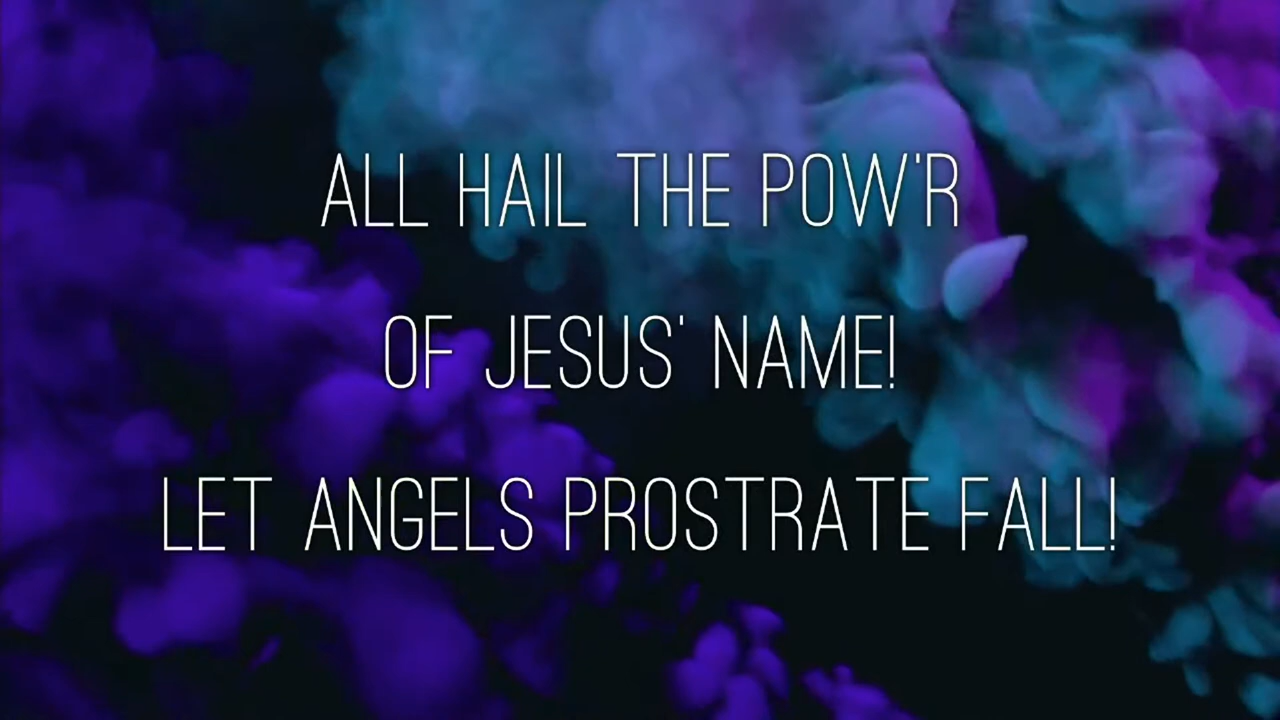 ALL HAIL THE POW'R
OF JESUS' NAME!
LET ANGELS PROSTRATE FALL!